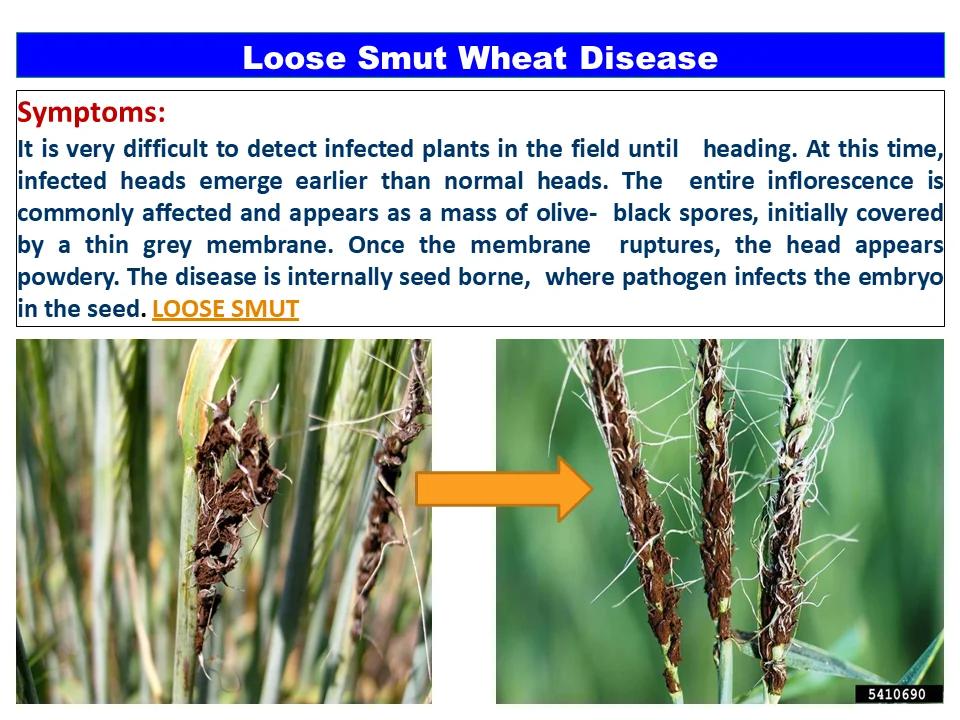 Loose Smut Wheat Disease
Symptoms:
It is very difficult to detect infected plants in the field until heading. At this time,
infected heads emerge earlier than normal heads. The entire inflorescence is
commonly affected and appears as a mass of olive- black spores, initially covered
by a thin grey membrane. Once the membrane ruptures, the head appears
powdery. The disease is internally seed borne, where pathogen infects the embryo
in the seed. LOOSE SMUT
5410690